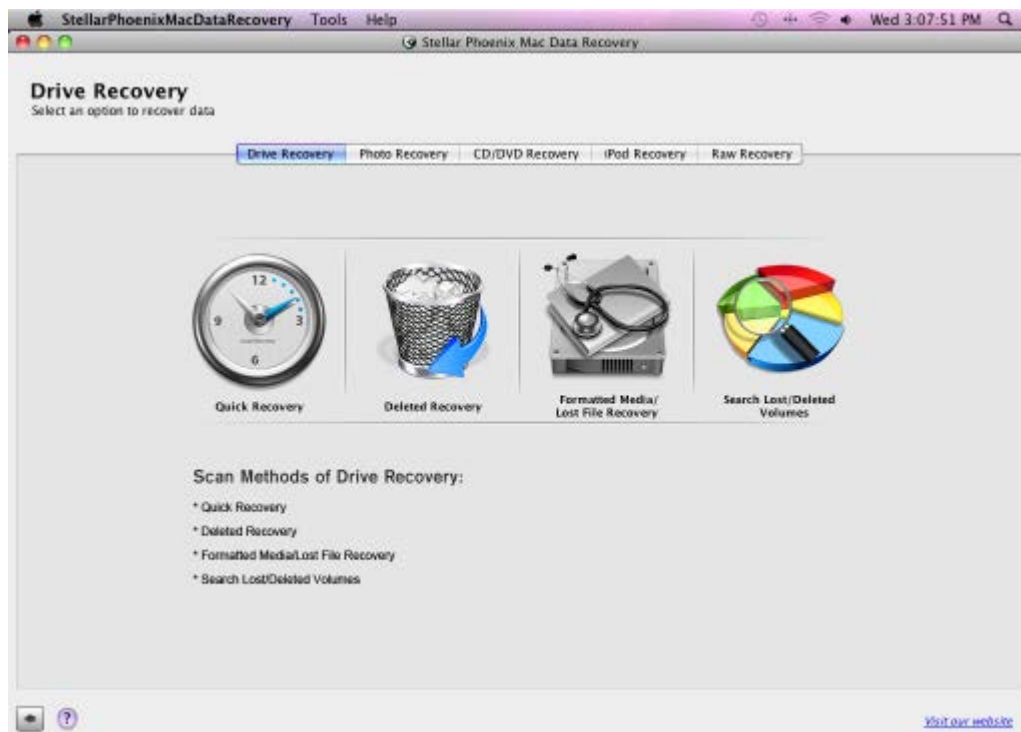 StellarPhoenixMacDataRecovery Tools Help Wed 3:07:51 PM
Stellar Phoenix Mac Data Recovery
Drive Recovery
Select an option to recover data
Drive Recovery Photo Recovery CD/DVD Recovery iPod Recovery Raw Recovery
12
9 3
6
Quick Recovery
Deleted Recovery
Formatted Media/
Lost File Recovery
Search Lost/Deleted
Volumes
Scan Methods of Drive Recovery:
* Quick Recovery
* Deleted Recovery
* Formatted Media/Lost File Recovery
* Search Lost/Deleted Volumes
?
Visit our website